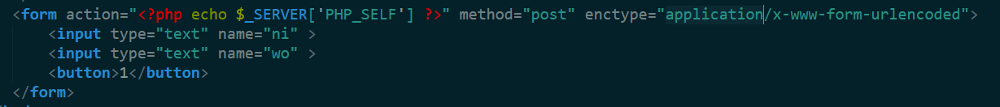 <form action="<?php echo $_SERVER['PHP_SELF'] ?>" method="post" enctype="application/x-www-form-urlencoded">
    <input type="text" name="ni" >
    <input type="text" name="wo" >
    <button>1</button>
</form>